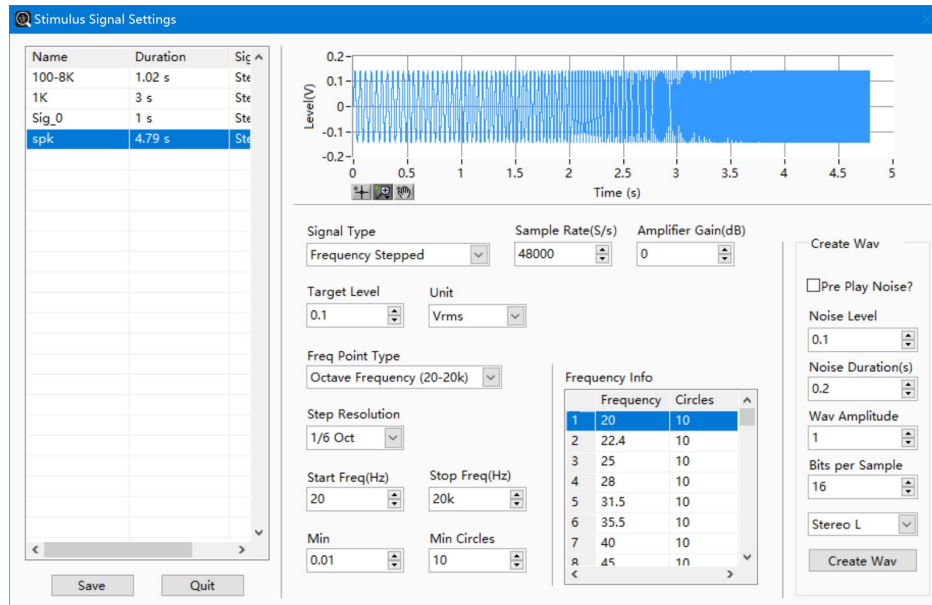 Stimulus Signal Settings
Name Duration Sig
100-8K 1.02 s Ste
1K 3 s Ste
Sig_0 1 s Ste
spk 4.79 s Ste
Save Quit
Level(V)
0.2
0.1
0
-0.1
-0.2
0 0.5 1 1.5 2 2.5 3 3.5 4 4.5 5
Time (s)
Signal Type Sample Rate(S/s) Amplifier Gain(dB)
Frequency Stepped 48000 0
Target Level Unit
0.1 Vrms
Freq Point Type
Octave Frequency (20-20k)
Step Resolution
1/6 Oct
Start Freq(Hz) Stop Freq(Hz)
20 20k
Min Min Circles
0.01 10
Frequency Info
Frequency Circles
1 20 10
2 22.4 10
3 25 10
4 28 10
5 31.5 10
6 35.5 10
7 40 10
8 45 10
Create Wav
Pre Play Noise?
Noise Level
0.1
Noise Duration(s)
0.2
Wav Amplitude
1
Bits per Sample
16
Stereo L
Create Wav